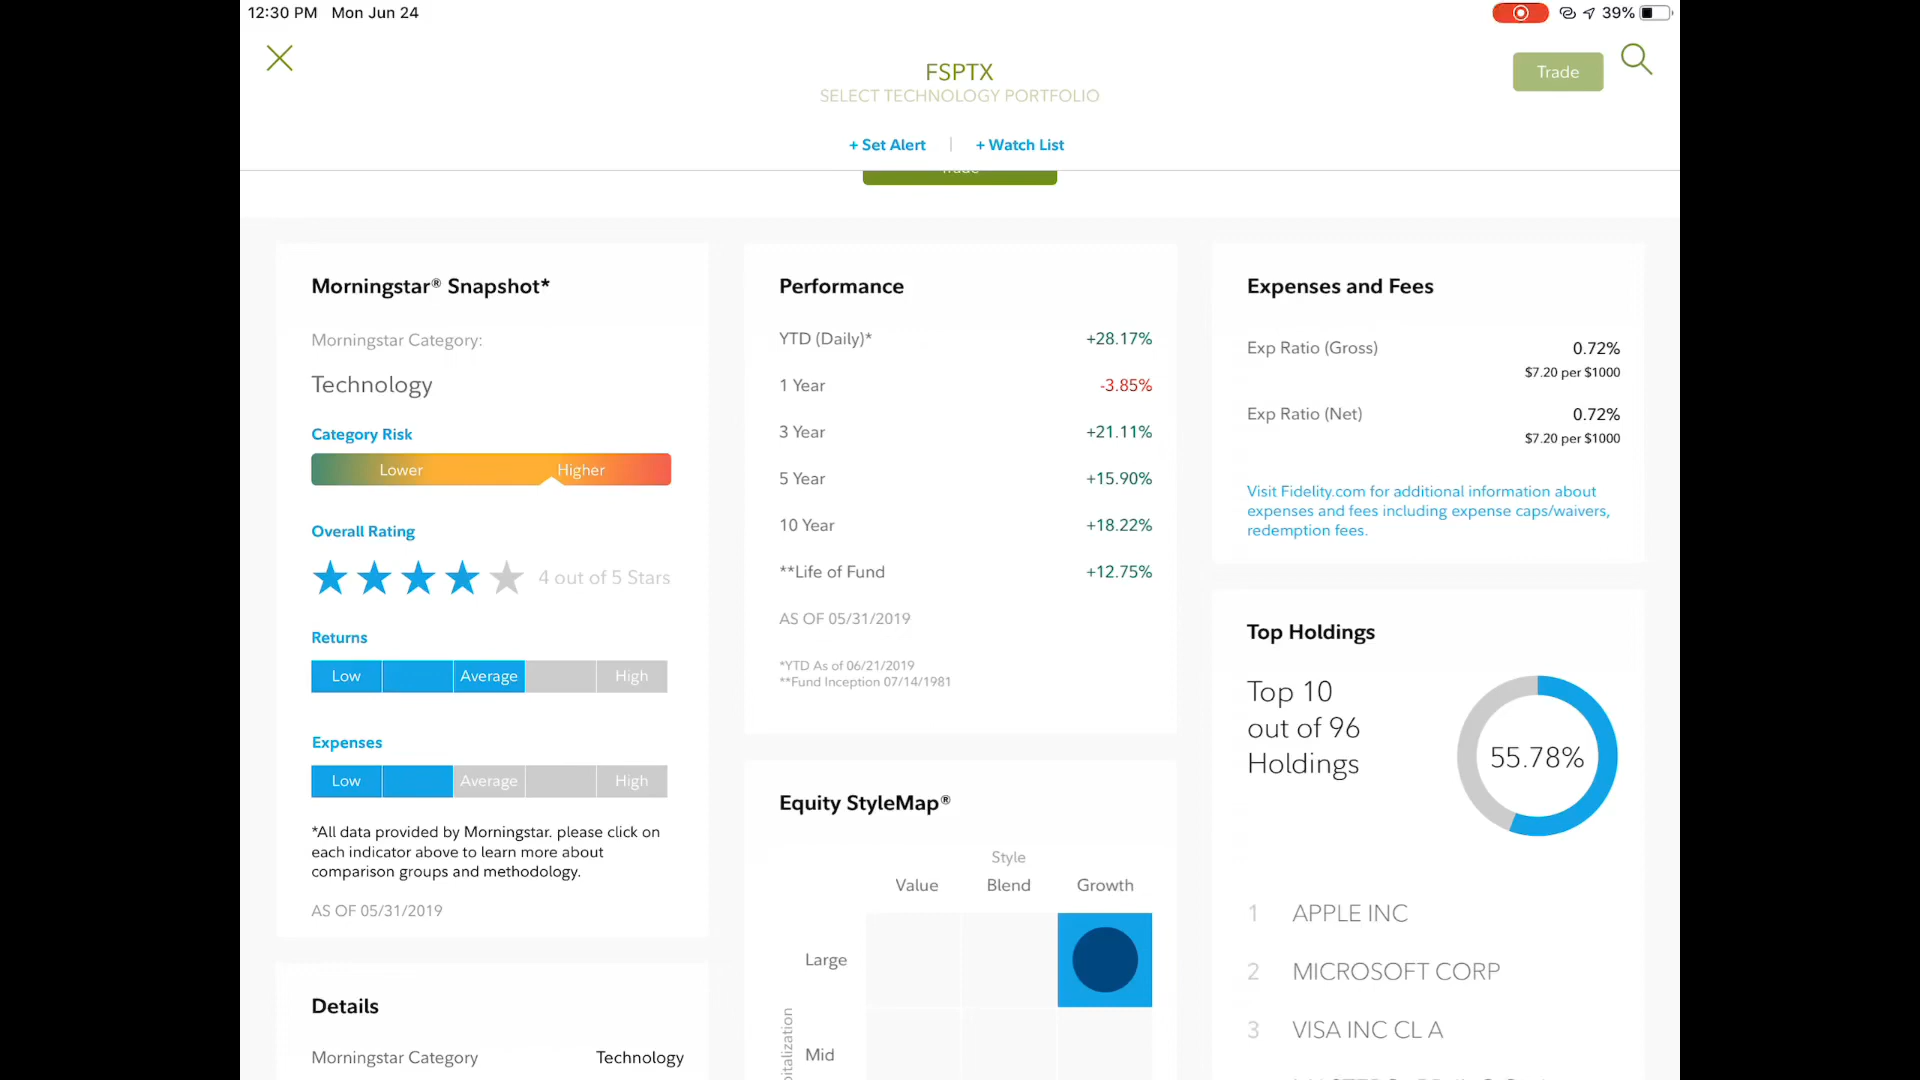 12:30 PM Mon Jun 24
39%
FSPTX
SELECT TECHNOLOGY PORTFOLIO
Trade
+ Set Alert
+ Watch List
Morningstar® Snapshot*
Morningstar Category:
Technology
Category Risk
Lower
Higher
Overall Rating
4 out of 5 Stars
Returns
Low
Average
High
Expenses
Low
Average
High
*All data provided by Morningstar. please click on
each indicator above to learn more about
comparison groups and methodology.
AS OF 05/31/2019
Details
Morningstar Category Technology
Performance
YTD (Daily)* +28.17%
1 Year -3.85%
3 Year +21.11%
5 Year +15.90%
10 Year +18.22%
**Life of Fund +12.75%
AS OF 05/31/2019
*YTD As of 06/21/2019
**Fund Inception 07/14/1981
Equity StyleMap®
Style
Value Blend Growth
Large
Mid
Expenses and Fees
Exp Ratio (Gross) 0.72%
$7.20 per $1000
Exp Ratio (Net) 0.72%
$7.20 per $1000
Visit Fidelity.com for additional information about
expenses and fees including expense caps/waivers,
redemption fees.
Top Holdings
Top 10
out of 96
Holdings
55.78%
1 APPLE INC
2 MICROSOFT CORP
3 VISA INC CL A